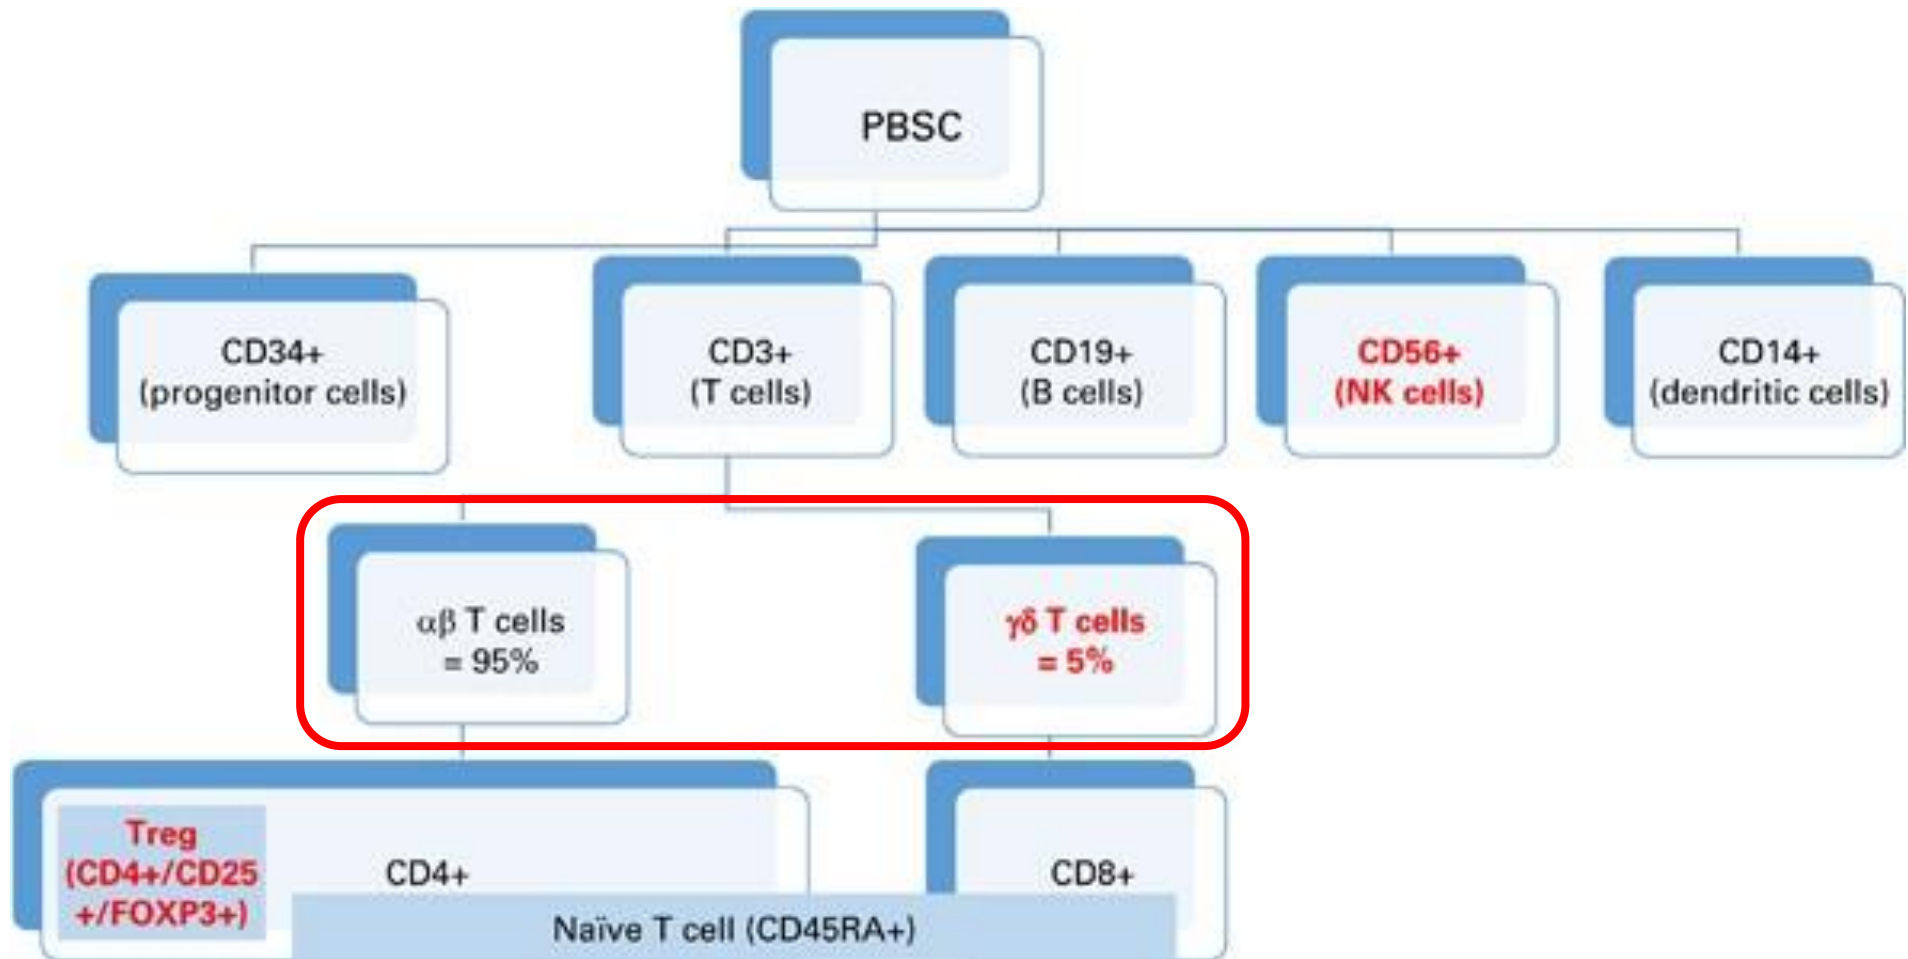 PBSC
CD34+
(progenitor cells)
CD3+
(T cells)
CD19+
(B cells)
CD56+
(NK cells)
CD14+
(dendritic cells)
αβ T cells
= 95%
γδ T cells
= 5%
Treg
(CD4+/CD25
+/FOXP3+)
CD4+
CD8+
Naïve T cell (CD45RA+)